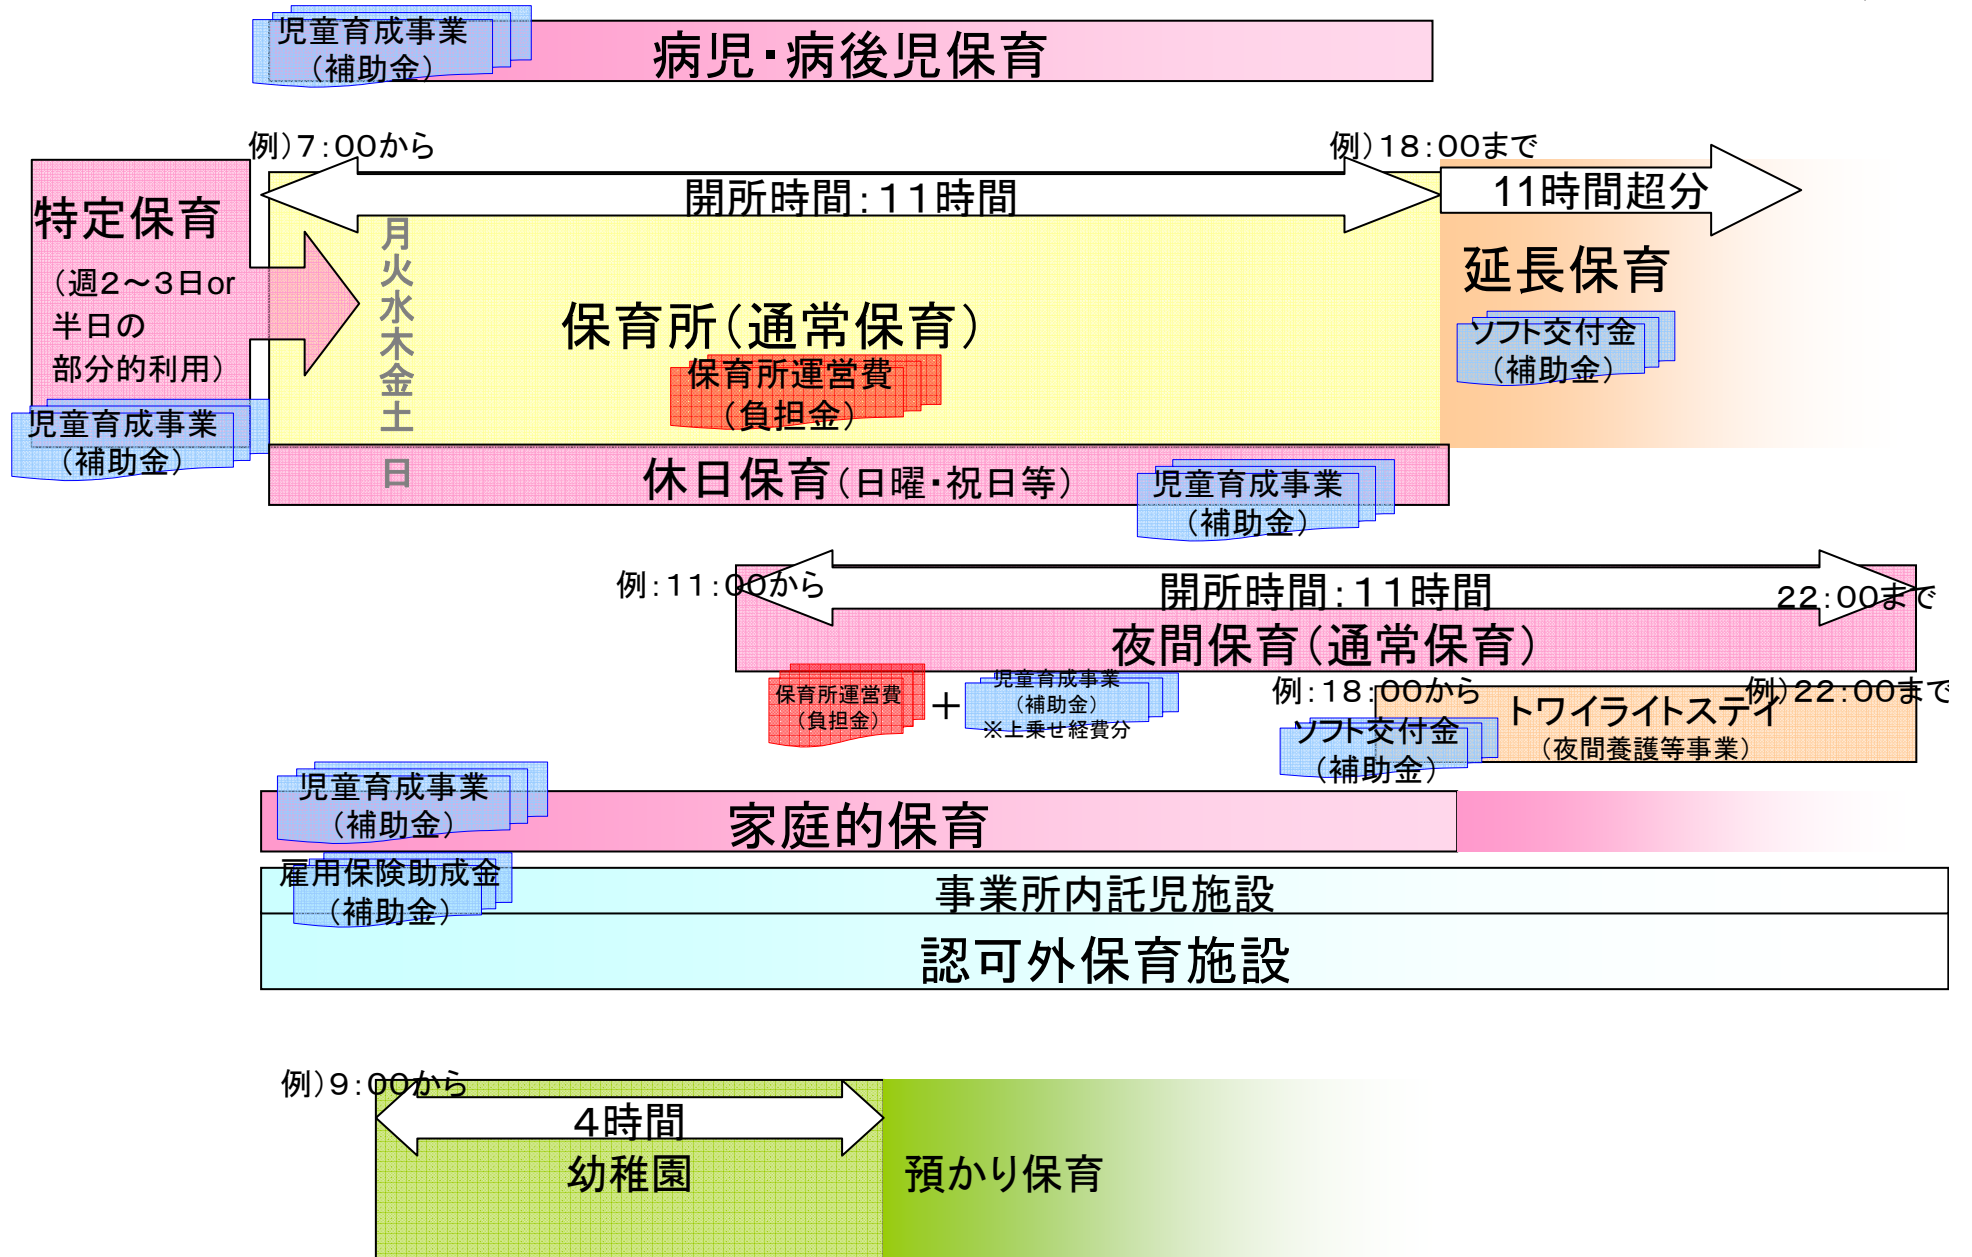 児童育成事業
（補助金）
病児・病後児保育
例）７：００から
例）１８：００まで
開所時間：１１時間
11時間超分
特定保育
（週２～３日or
半日の
部分的利用）
児童育成事業
（補助金）
月
火
水
木
金
土
日
保育所（通常保育）
保育所運営費
（負担金）
延長保育
ソフト交付金
（補助金）
休日保育（日曜・祝日等）
児童育成事業
（補助金）
例：１１：００から
開所時間：１１時間
２２：００まで
夜間保育（通常保育）
保育所運営費
（負担金）
＋
児童育成事業
（補助金）
※上乗せ経費分
例：１８：００から
例）２２：００まで
トワイライトステイ
（夜間養護等事業）
ソフト交付金
（補助金）
児童育成事業
（補助金）
家庭的保育
雇用保険助成金
（補助金）
事業所内託児施設
認可外保育施設
例）９：００から
４時間
幼稚園
預かり保育